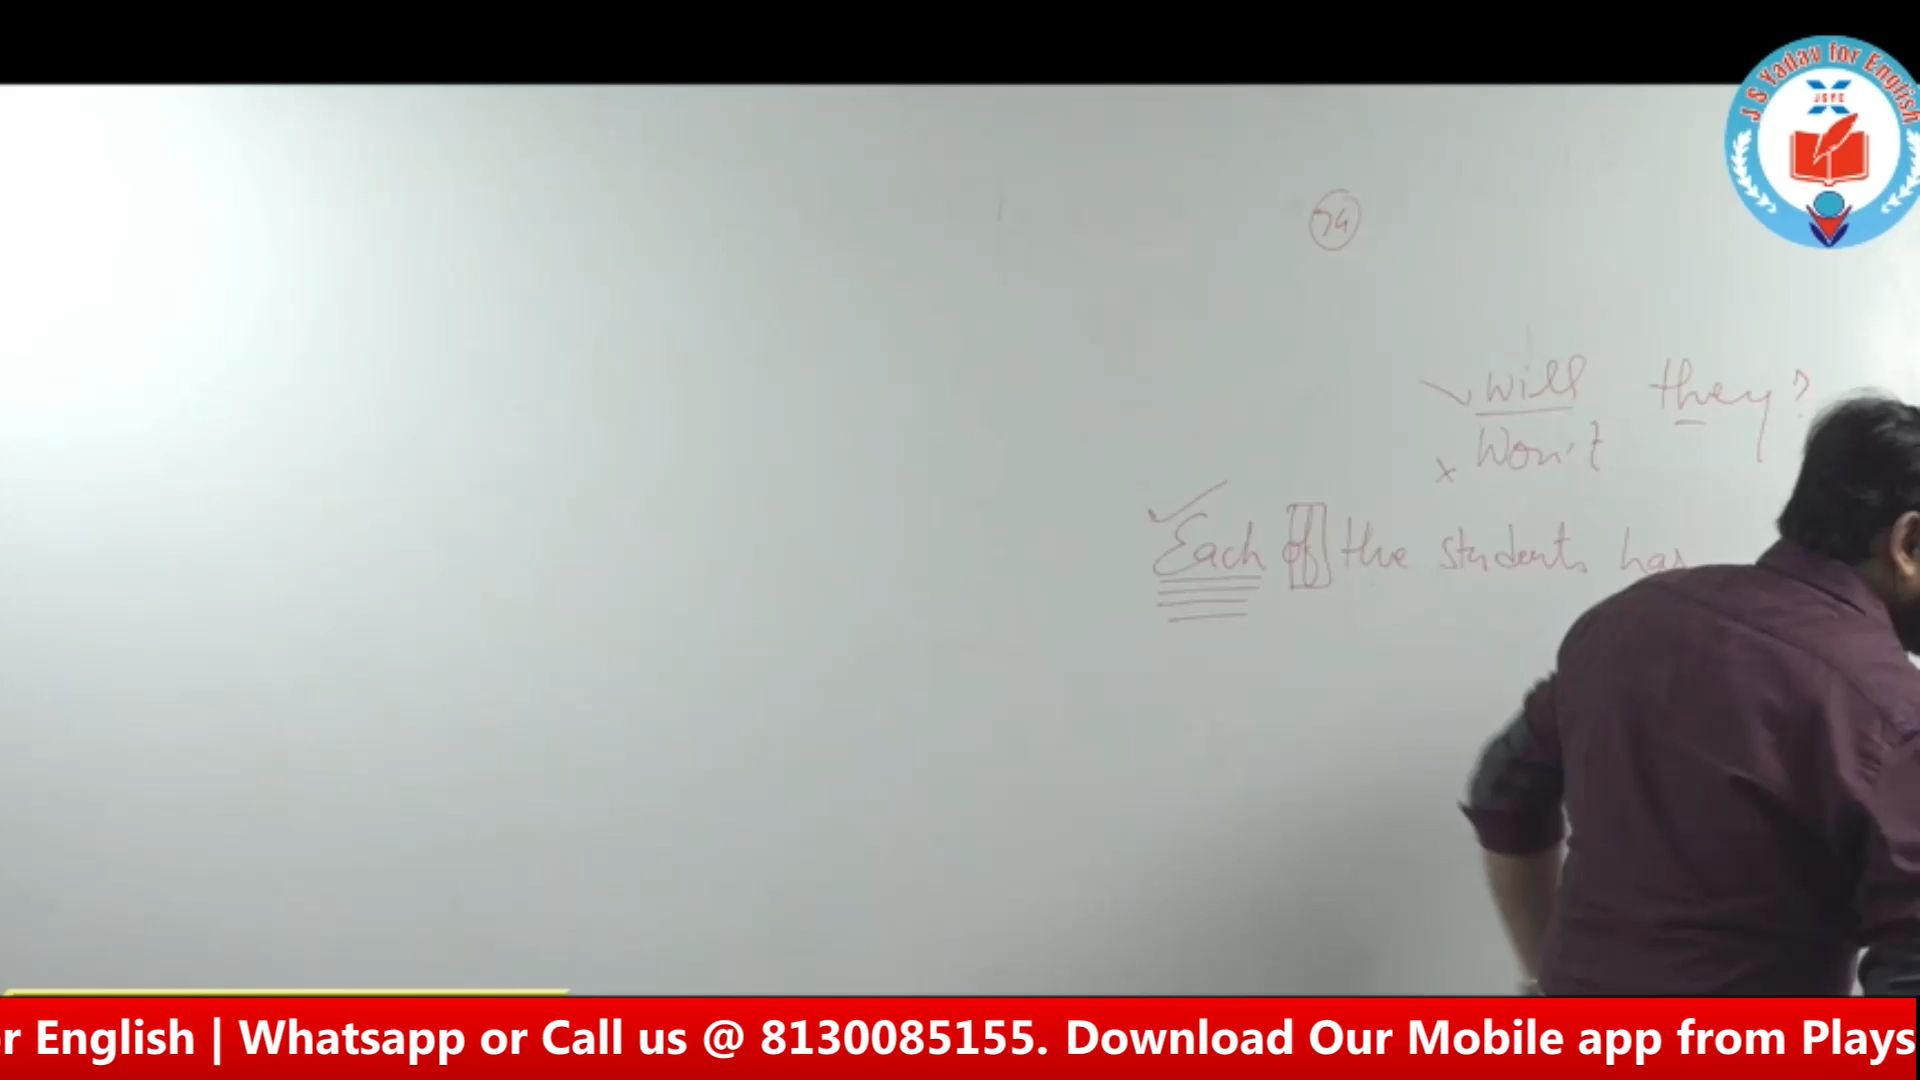 J S Yadav for English
JSYE
74
will they?
x Won't
Each of the students has
r English | Whatsapp or Call us @ 8130085155. Download Our Mobile app from Plays